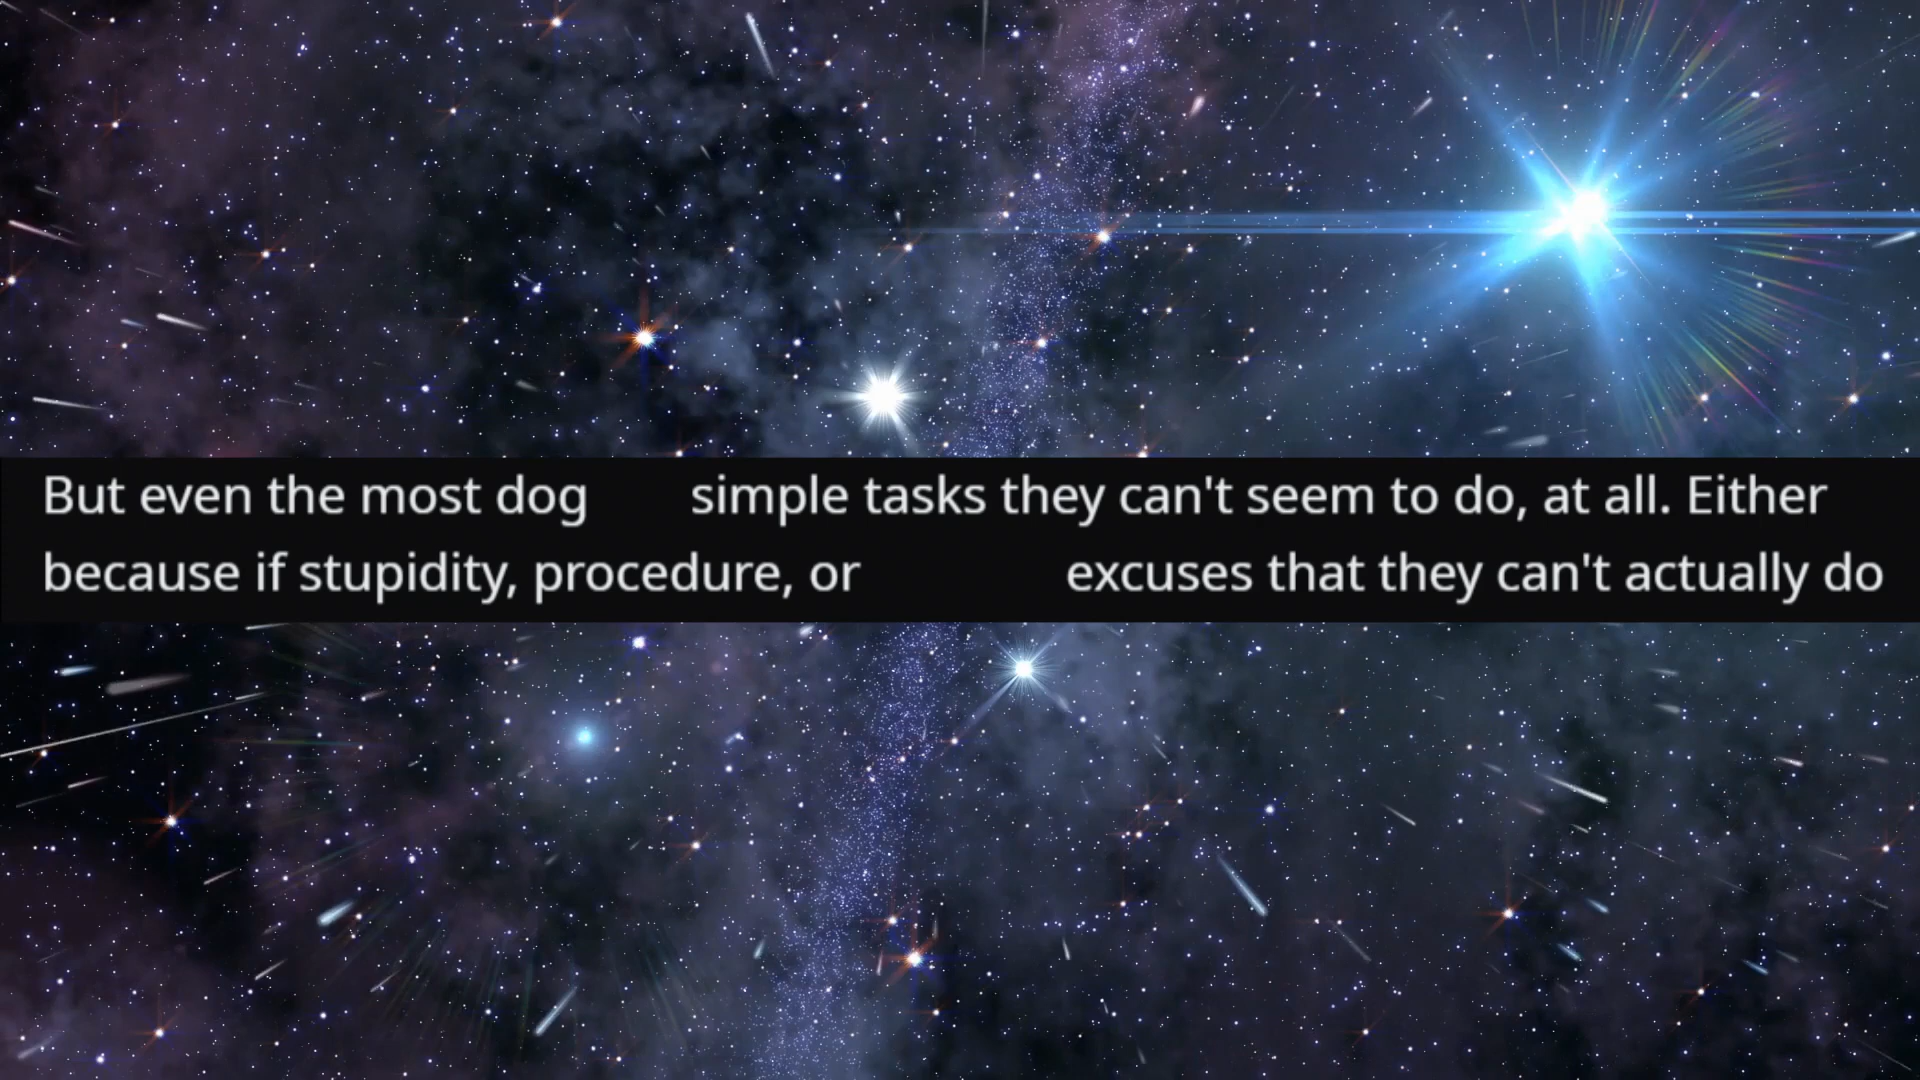 But even the most dog simple tasks they can't seem to do, at all. Either
because if stupidity, procedure, or excuses that they can't actually do